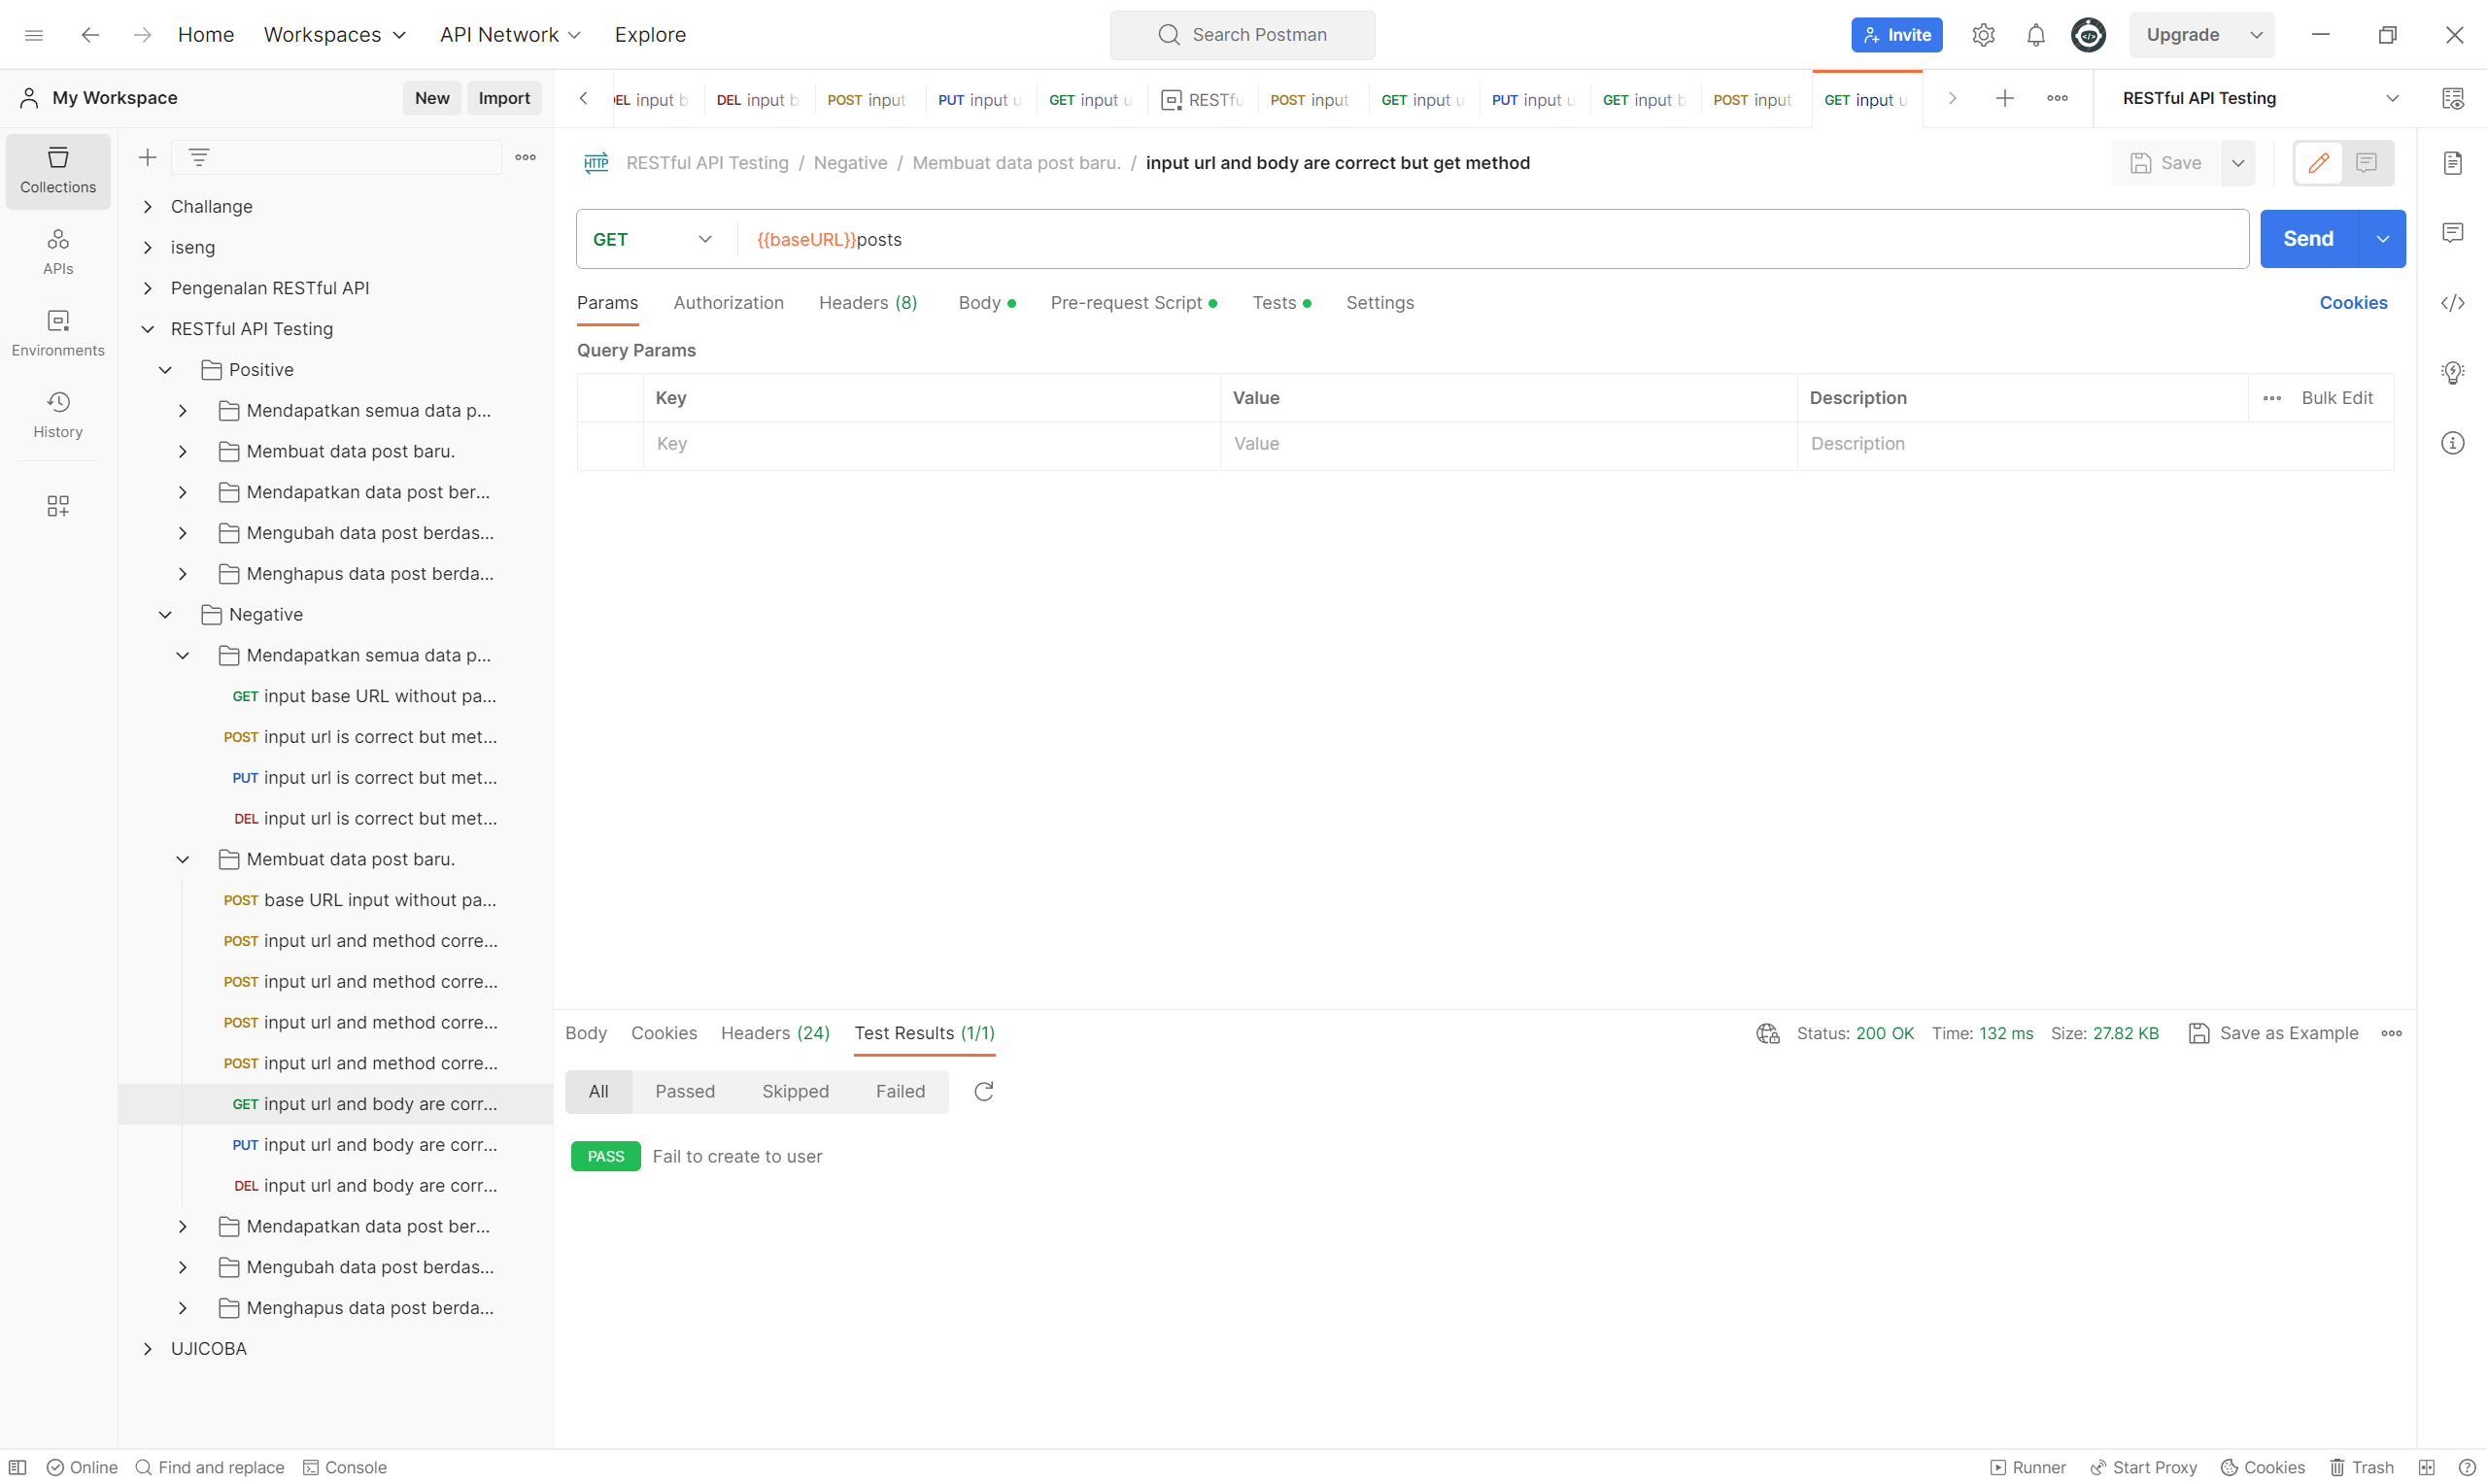 Home Workspaces API Network Explore Search Postman Invite Upgrade
My Workspace New Import
DEL input b DEL input b POST input PUT input u GET input u RESTfu POST input GET input u PUT input u GET input b POST input GET input u RESTful API Testing
Collections
APIs
Environments
History
Challange
iseng
Pengenalan RESTful API
RESTful API Testing
Positive
Mendapatkan semua data p...
Membuat data post baru.
Mendapatkan data post ber...
Mengubah data post berdas...
Menghapus data post berda...
Negative
Mendapatkan semua data p...
GET input base URL without pa...
POST input url is correct but met...
PUT input url is correct but met...
DEL input url is correct but met...
Membuat data post baru.
POST base URL input without pa...
POST input url and method corre...
POST input url and method corre...
POST input url and method corre...
POST input url and method corre...
GET input url and body are corr...
PUT input url and body are corr...
DEL input url and body are corr...
Mendapatkan data post ber...
Mengubah data post berdas...
Menghapus data post berda...
UJICOBA
HTTP RESTful API Testing / Negative / Membuat data post baru. / input url and body are correct but get method Save
GET {{baseURL}}posts Send
Params Authorization Headers (8) Body Pre-request Script Tests Settings Cookies
Query Params
Key Value Description Bulk Edit
Key Value Description
Body Cookies Headers (24) Test Results (1/1) Status: 200 OK Time: 132 ms Size: 27.82 KB Save as Example
All Passed Skipped Failed
PASS Fail to create to user
Online Find and replace Console Runner Start Proxy Cookies Trash